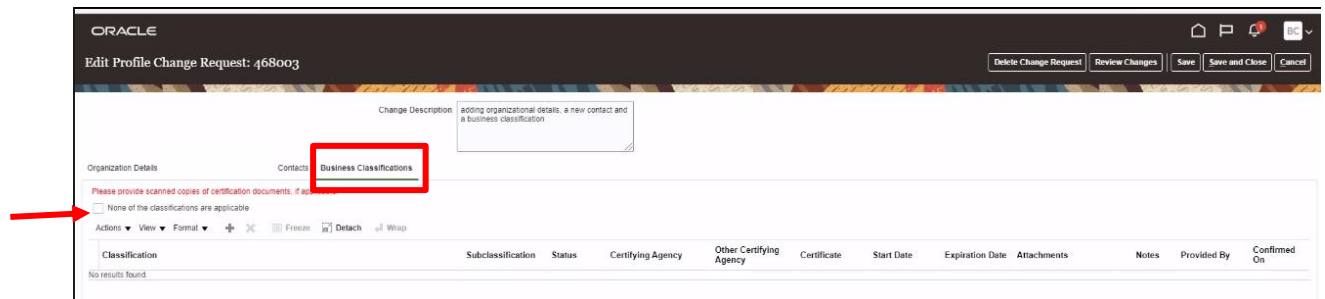 ORACLE
BC
Edit Profile Change Request: 468003
Delete Change Request Review Changes Save Save and Close Cancel
Change Description adding organizational details, a new contact and
a business classification
Organization Details Contacts Business Classifications
Please provide scanned copies of certification documents, if
None of the classifications are applicable
Actions View Format Freeze Detach Wrap
Classification Subclassification Status Certifying Agency Other Certifying Agency Certificate Start Date Expiration Date Attachments Notes Provided By Confirmed On
No results found.